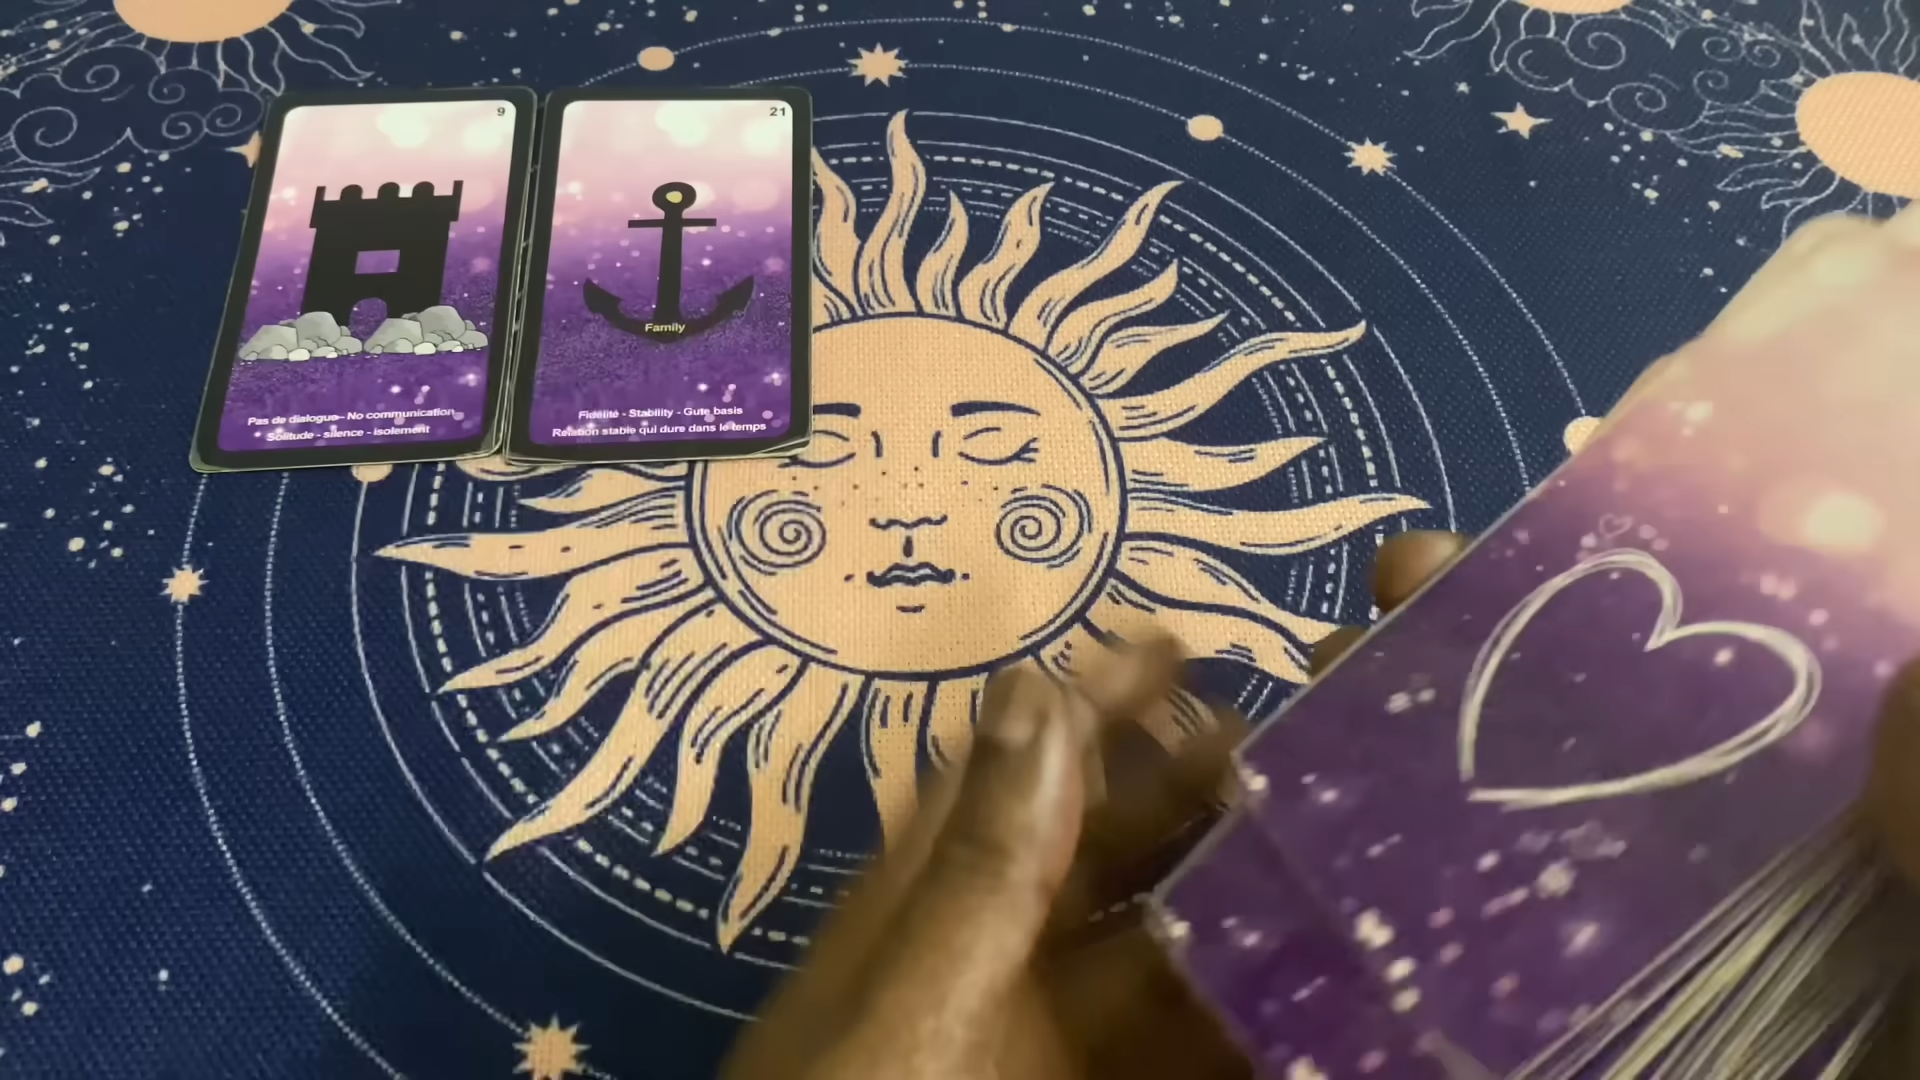 9
Pas de dialogue- No communication
Solitude - silence - isolement
21
Family
Fidélité - Stability - Gute basis
Relation stable qui dure dans le temps